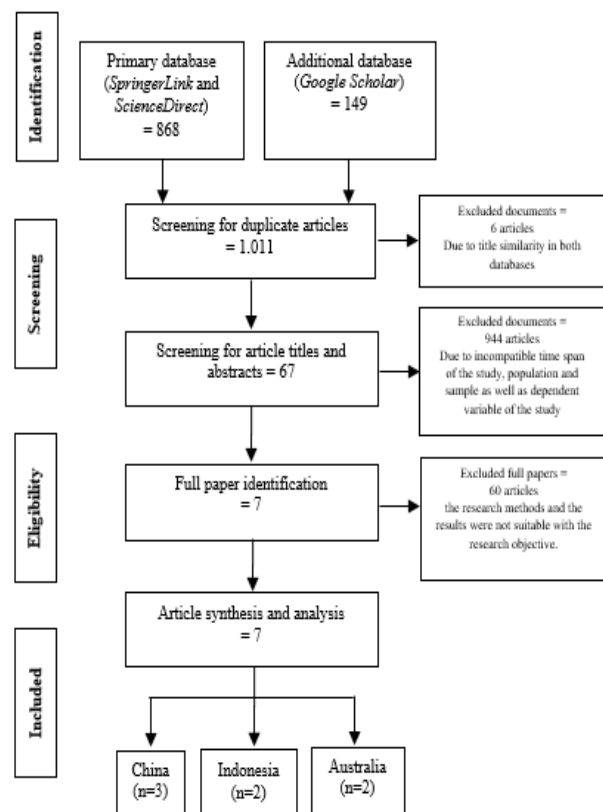 Identification
Primary database
(SpringerLink and
ScienceDirect)
= 868
Additional database
(Google Scholar)
= 149
Screening
Screening for duplicate articles
= 1.011
Excluded documents =
6 articles
Due to title similarity in both
databases
Screening for article titles and
abstracts = 67
Excluded documents =
944 articles
Due to incompatible time span
of the study, population and
sample as well as dependent
variable of the study
Eligibility
Full paper identification
= 7
Excluded full papers =
60 articles
the research methods and the
results were not suitable with the
research objective.
Included
Article synthesis and analysis
= 7
China
(n=3)
Indonesia
(n=2)
Australia
(n=2)